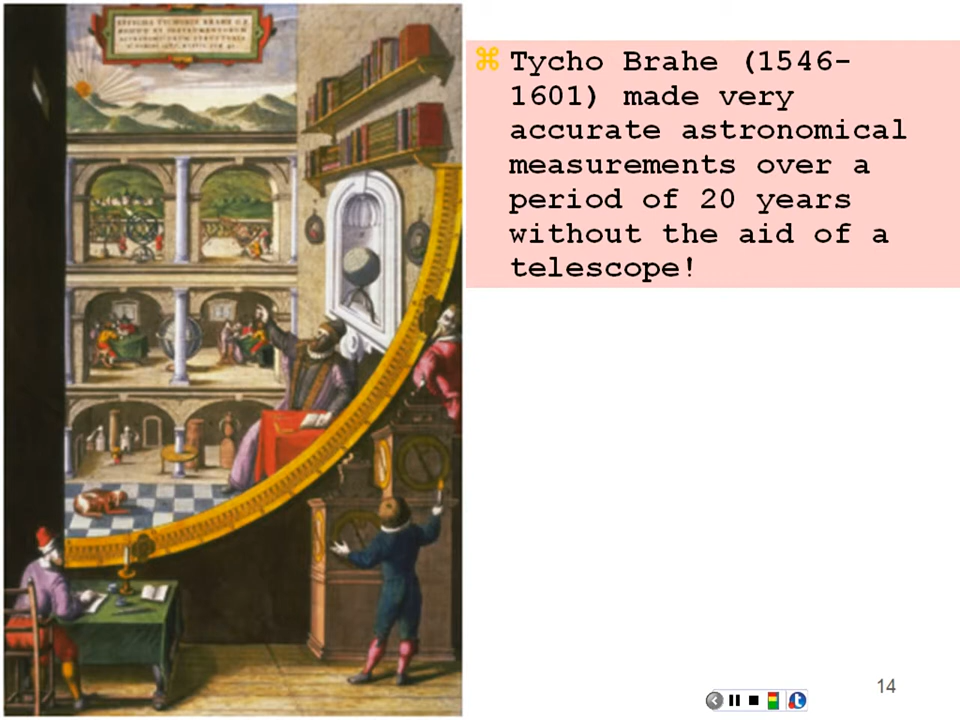 Tycho Brahe (1546-
1601) made very
accurate astronomical
measurements over a
period of 20 years
without the aid of a
telescope!
14